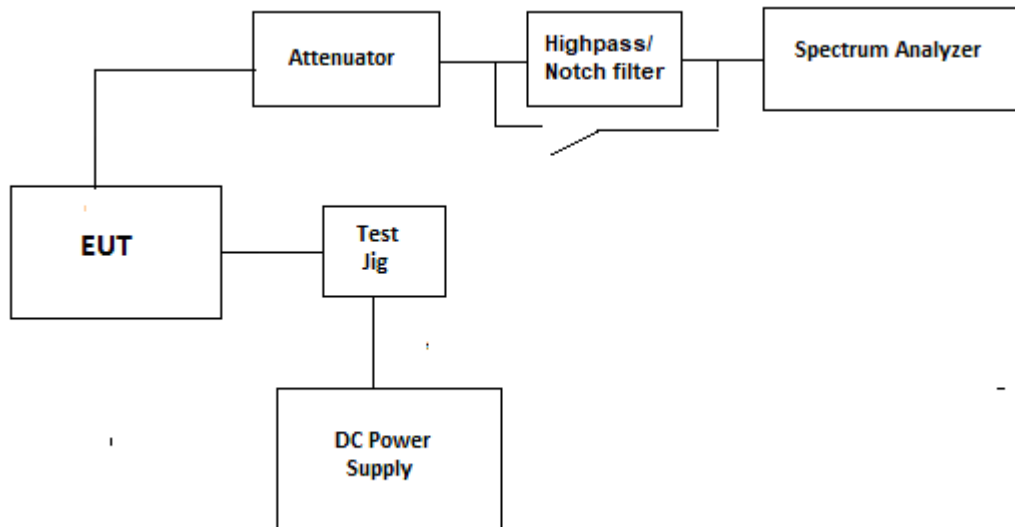 Attenuator
Highpass/
Notch filter
Spectrum Analyzer
EUT
Test
Jig
DC Power
Supply